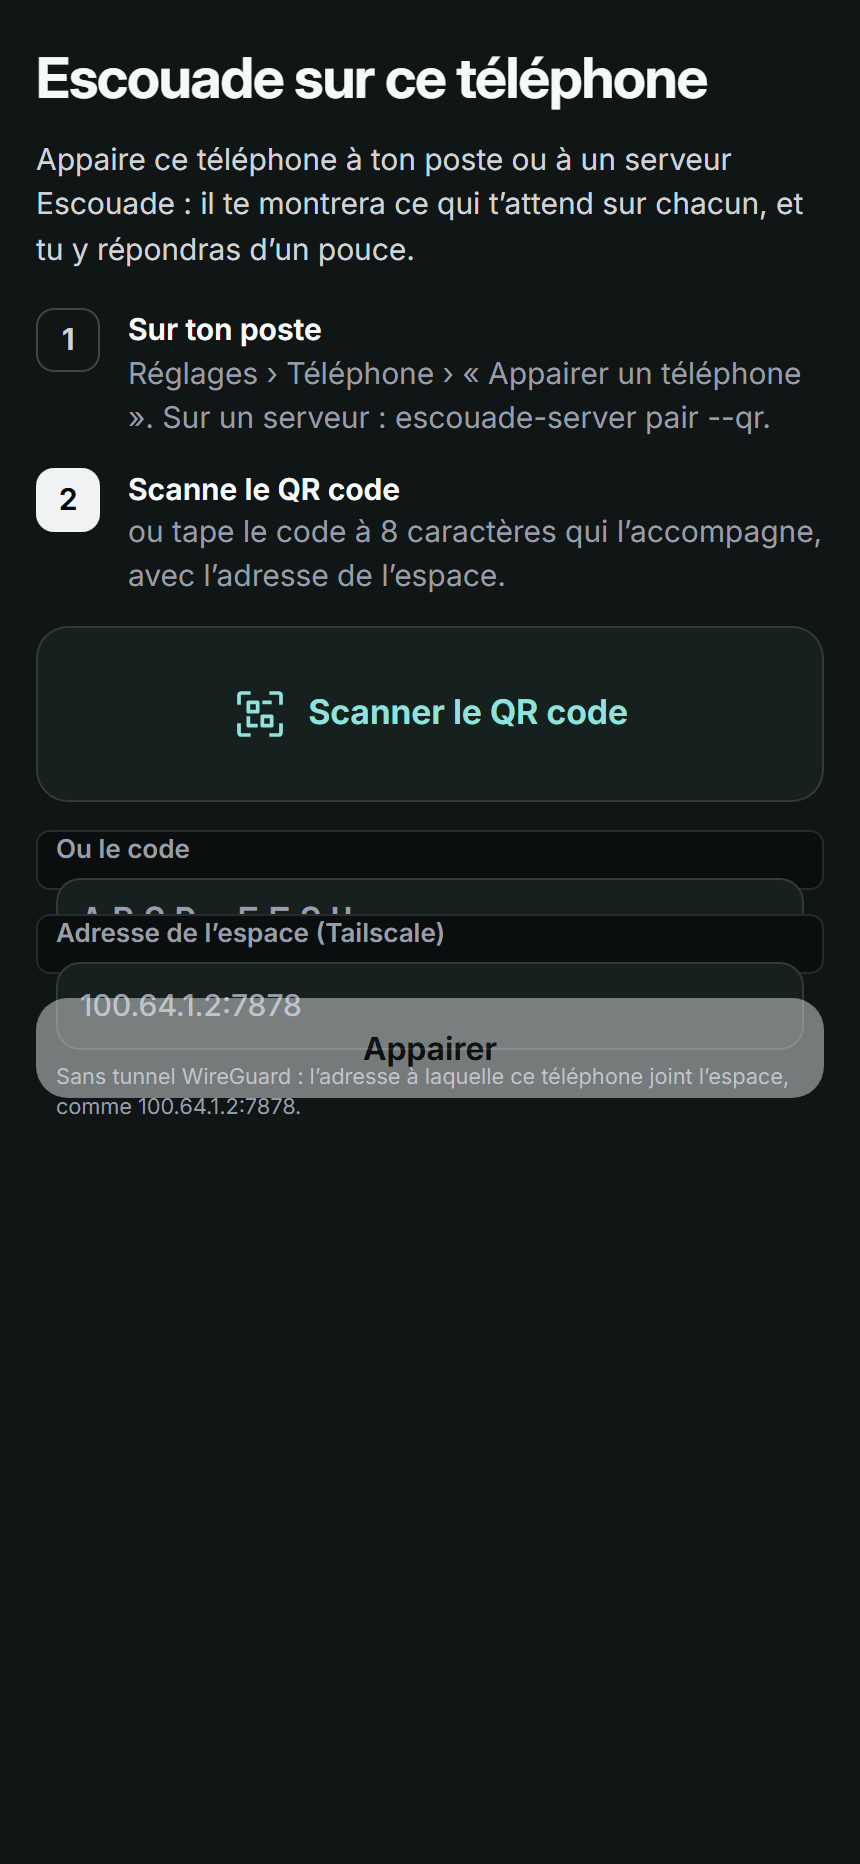 Escouade sur ce téléphone
Appaire ce téléphone à ton poste ou à un serveur
Escouade : il te montrera ce qui t’attend sur chacun, et
tu y répondras d’un pouce.
1
Sur ton poste
Réglages › Téléphone › « Appairer un téléphone
». Sur un serveur : escouade-server pair --qr.
2
Scanne le QR code
ou tape le code à 8 caractères qui l’accompagne,
avec l’adresse de l’espace.
Scanner le QR code
Ou le code
Adresse de l’espace (Tailscale)
100.64.1.2:7878
Appairer
Sans tunnel WireGuard : l’adresse à laquelle ce téléphone joint l’espace,
comme 100.64.1.2:7878.